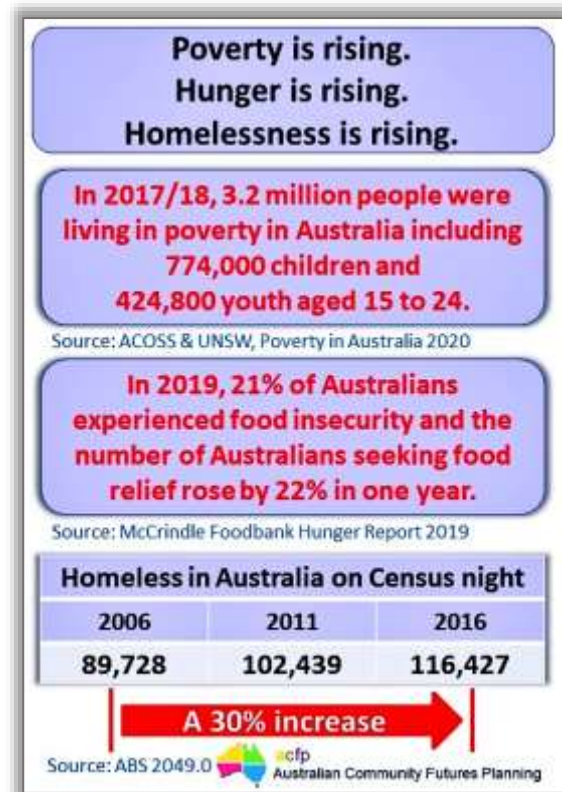 Poverty is rising.
Hunger is rising.
Homelessness is rising.
In 2017/18, 3.2 million people were
living in poverty in Australia including
774,000 children and
424,800 youth aged 15 to 24.
Source: ACOSS & UNSW, Poverty in Australia 2020
In 2019, 21% of Australians
experienced food insecurity and the
number of Australians seeking food
relief rose by 22% in one year.
Source: McCrindle Foodbank Hunger Report 2019
Homeless in Australia on Census night
2006 2011 2016
89,728 102,439 116,427
A 30% increase
Source: ABS 2049.0
acfp
Australian Community Futures Planning